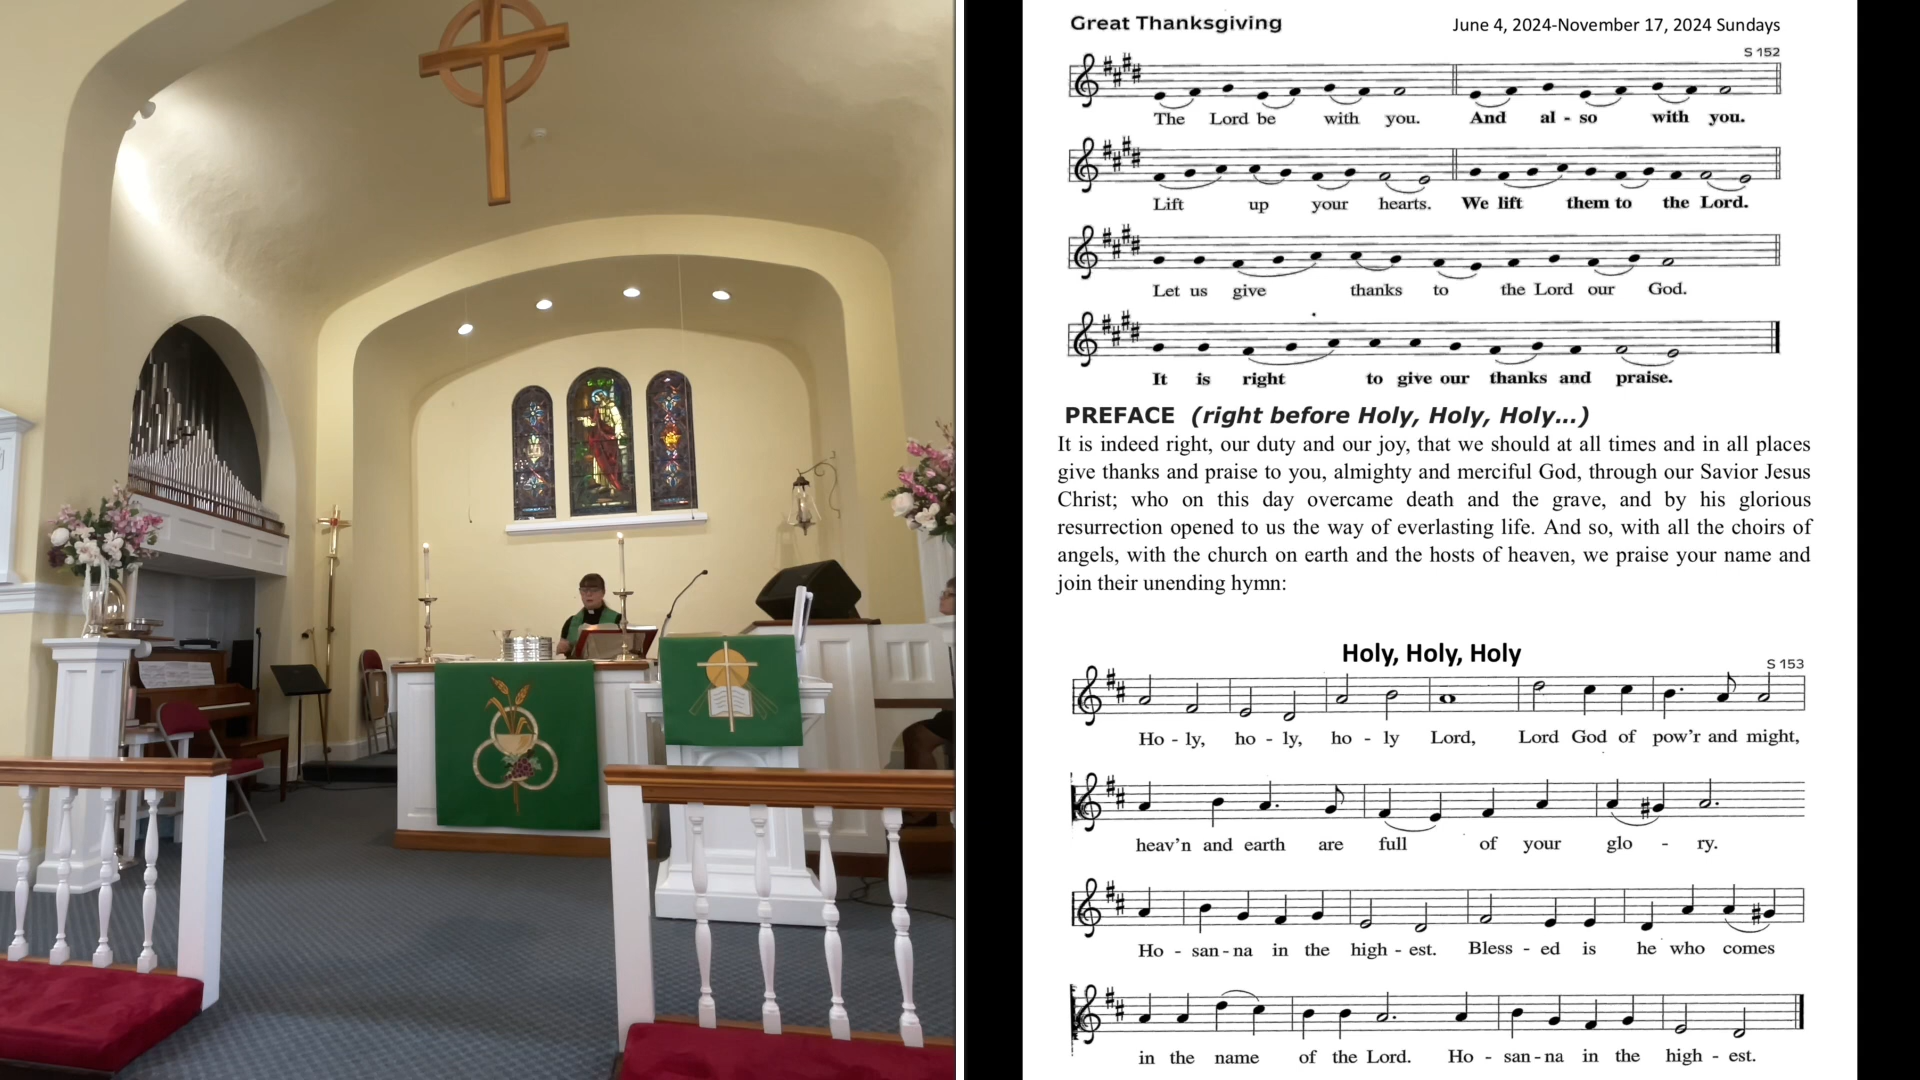 Great Thanksgiving
June 4, 2024-November 17, 2024 Sundays
S 152
The Lord be with you. And al - so with you.
Lift up your hearts. We lift them to the Lord.
Let us give thanks to the Lord our God.
It is right to give our thanks and praise.
PREFACE (right before Holy, Holy, Holy...)
It is indeed right, our duty and our joy, that we should at all times and in all places
give thanks and praise to you, almighty and merciful God, through our Savior Jesus
Christ; who on this day overcame death and the grave, and by his glorious
resurrection opened to us the way of everlasting life. And so, with all the choirs of
angels, with the church on earth and the hosts of heaven, we praise your name and
join their unending hymn:
Holy, Holy, Holy
S 153
Ho - ly, ho - ly, ho - ly Lord, Lord God of pow'r and might,
heav'n and earth are full of your glo - ry.
Ho - san - na in the high - est. Bless - ed is he who comes
in the name of the Lord. Ho - san - na in the high - est.